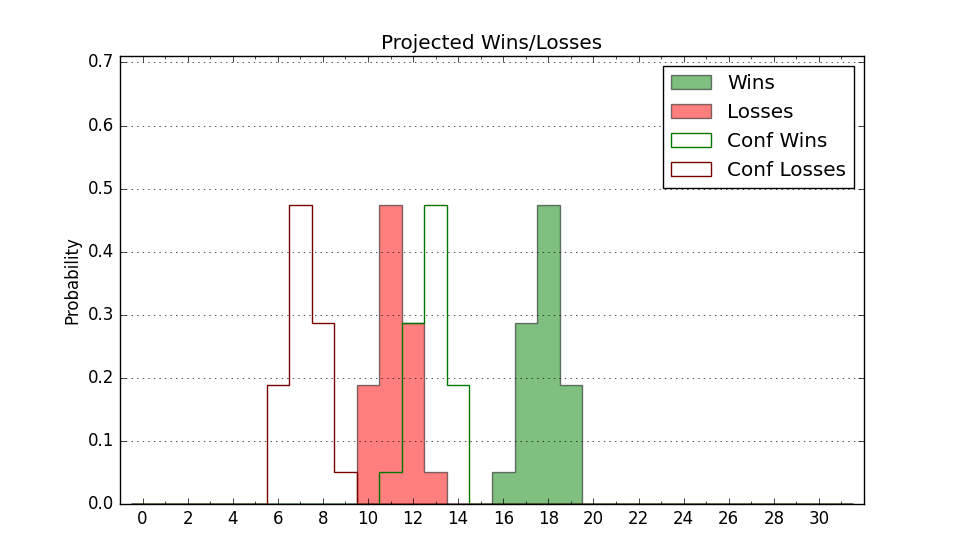 Projected Wins/Losses
Wins
Losses
Conf Wins
Conf Losses
Probability
0.7
0.6
0.5
0.4
0.3
0.2
0.1
0.0
0 2 4 6 8 10 12 14 16 18 20 22 24 26 28 30